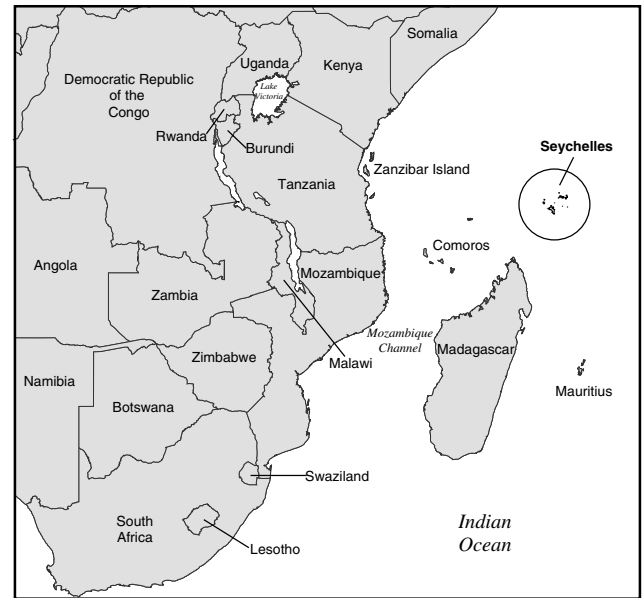 Somalia
Uganda
Kenya
Democratic Republic
of the
Congo
Lake
Victoria
Rwanda
Burundi
Seychelles
Zanzibar Island
Tanzania
Comoros
Angola
Mozambique
Zambia
Mozambique
Channel
Malawi
Madagascar
Zimbabwe
Namibia
Botswana
Mauritius
Swaziland
South
Africa
Lesotho
Indian
Ocean